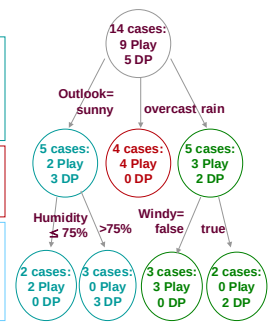 14 cases:
9 Play
5 DP
Outlook=
sunny
overcast
rain
5 cases:
2 Play
3 DP
4 cases:
4 Play
0 DP
5 cases:
3 Play
2 DP
Humidity
≤ 75%
>75%
Windy=
false
true
2 cases:
2 Play
0 DP
3 cases:
0 Play
3 DP
3 cases:
3 Play
0 DP
2 cases:
0 Play
2 DP